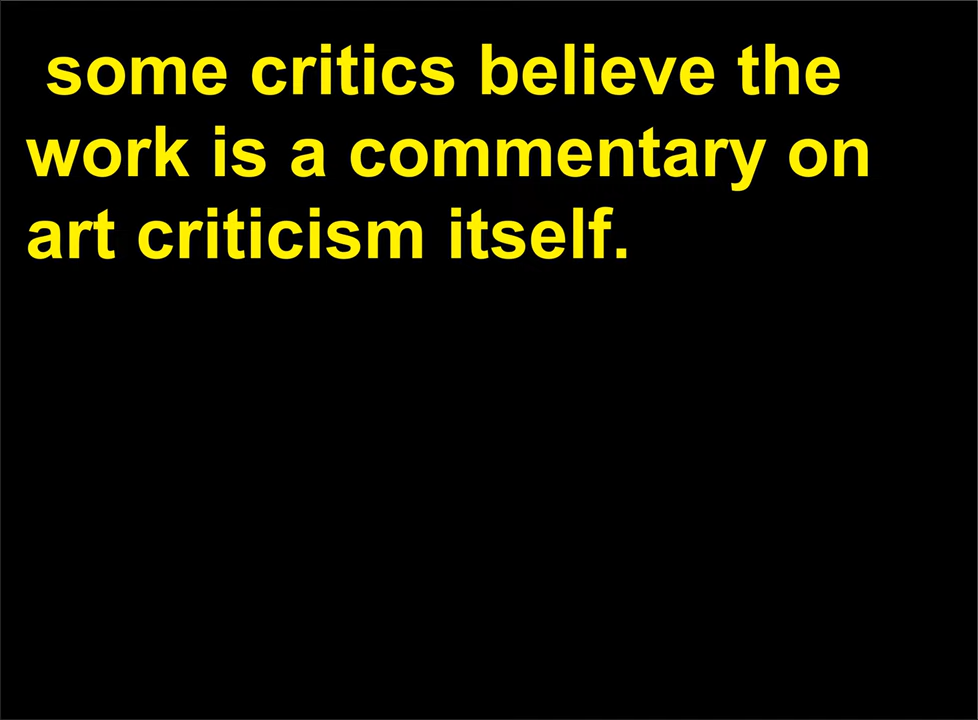 some critics believe the
work is a commentary on
art criticism itself.